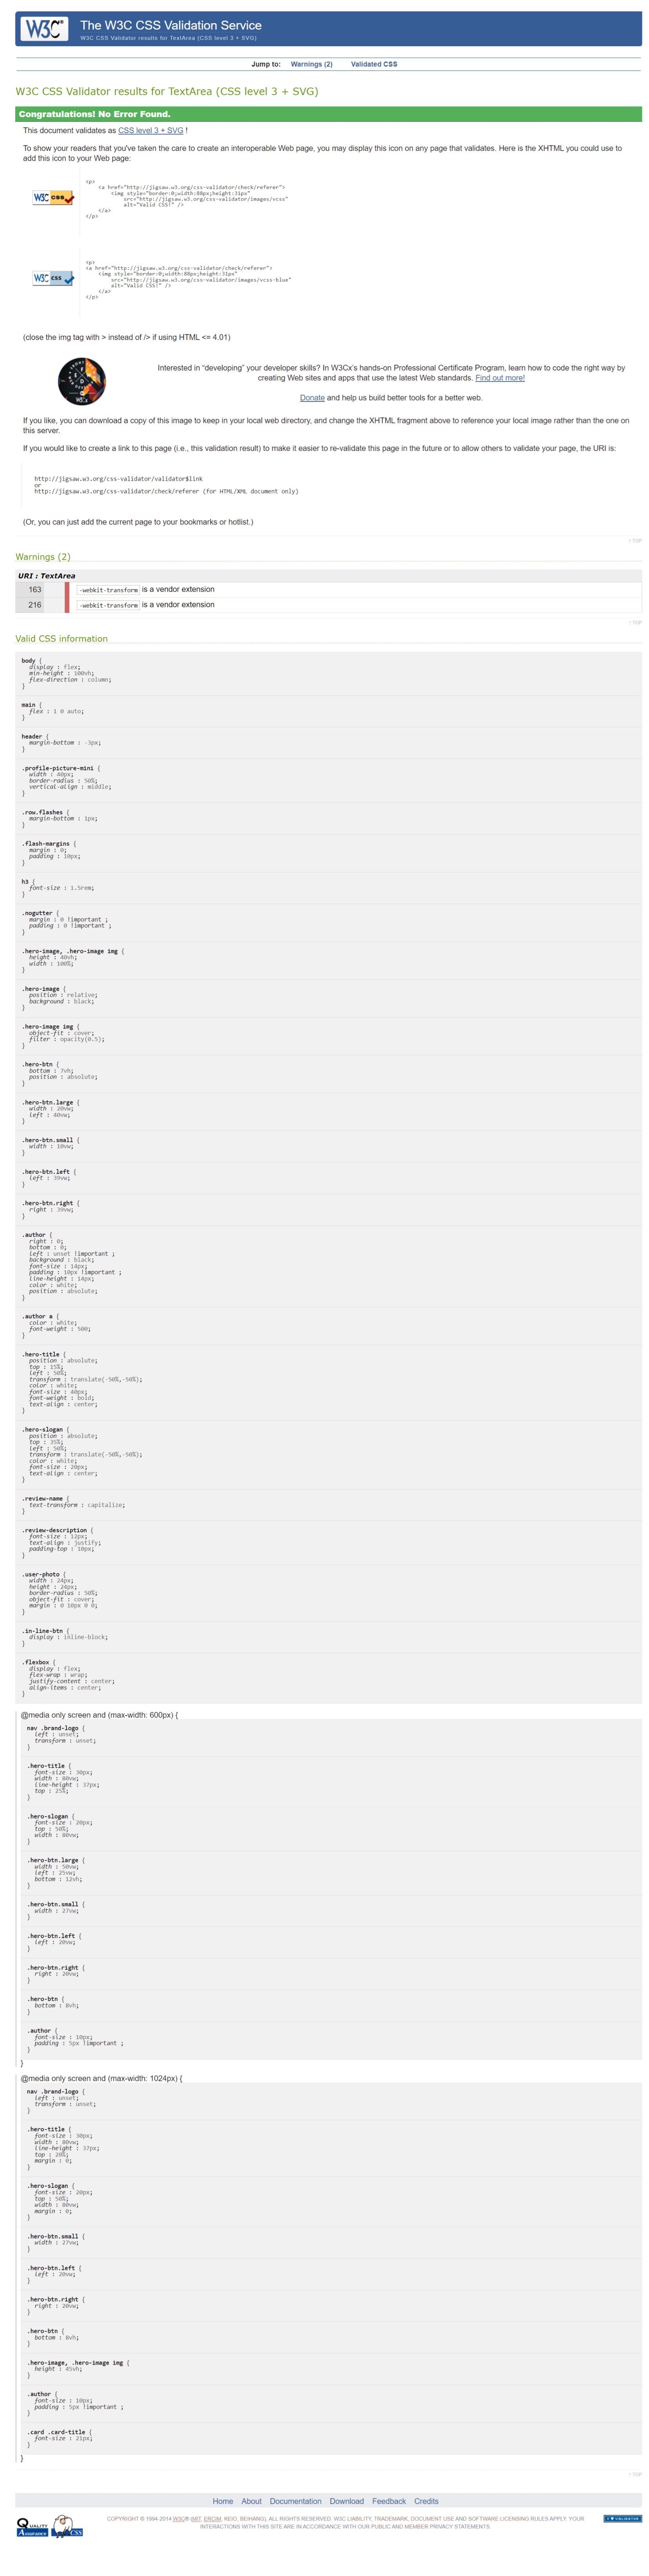 W3C®
The W3C CSS Validation Service
W3C CSS Validator results for TextArea (CSS level 3 + SVG)
Jump to: Warnings (2) Validated CSS
W3C CSS Validator results for TextArea (CSS level 3 + SVG)
Congratulations! No Error Found.
This document validates as CSS level 3 + SVG !
To show your readers that you've taken the care to create an interoperable Web page, you may display this icon on any page that validates. Here is the XHTML you could use to
add this icon to your Web page:
W3C css
<p>
<a href="http://jigsaw.w3.org/css-validator/check/referer">
<img style="border:0;width:88px;height:31px"
src="http://jigsaw.w3.org/css-validator/images/vcss"
alt="Valid CSS!" />
</a>
</p>
W3C css
<p>
<a href="http://jigsaw.w3.org/css-validator/check/referer">
<img style="border:0;width:88px;height:31px"
src="http://jigsaw.w3.org/css-validator/images/vcss-blue"
alt="Valid CSS!" />
</a>
</p>
(close the img tag with > instead of /> if using HTML <= 4.01)
Interested in "developing" your developer skills? In W3Cx's hands-on Professional Certificate Program, learn how to code the right way by
creating Web sites and apps that use the latest Web standards. Find out more!
Donate and help us build better tools for a better web.
If you like, you can download a copy of this image to keep in your local web directory, and change the XHTML fragment above to reference your local image rather than the one on
this server.
If you would like to create a link to this page (i.e., this validation result) to make it easier to re-validate this page in the future or to allow others to validate your page, the URI is:
http://jigsaw.w3.org/css-validator/validator$link
or
http://jigsaw.w3.org/css-validator/check/referer (for HTML/XML document only)
(Or, you can just add the current page to your bookmarks or hotlist.)
↑ TOP
Warnings (2)
URI : TextArea
163 -webkit-transform is a vendor extension
216 -webkit-transform is a vendor extension
↑ TOP
Valid CSS information
body {
display : flex;
min-height : 100vh;
flex-direction : column;
}
main {
flex : 1 0 auto;
}
header {
margin-bottom : -3px;
}
.profile-picture-mini {
width : 40px;
border-radius : 50%;
vertical-align : middle;
}
.row.flashes {
margin-bottom : 1px;
}
.flash-margins {
margin : 0;
padding : 10px;
}
h3 {
font-size : 1.5rem;
}
.nogutter {
margin : 0 !important ;
padding : 0 !important ;
}
.hero-image, .hero-image img {
height : 40vh;
width : 100%;
}
.hero-image {
position : relative;
background : black;
}
.hero-image img {
object-fit : cover;
filter : opacity(0.5);
}
.hero-btn {
bottom : 7vh;
position : absolute;
}
.hero-btn.large {
width : 20vw;
left : 40vw;
}
.hero-btn.small {
width : 10vw;
}
.hero-btn.left {
left : 39vw;
}
.hero-btn.right {
right : 39vw;
}
.author {
right : 0;
bottom : 0;
left : unset !important ;
background : black;
font-size : 14px;
padding : 10px !important ;
line-height : 14px;
color : white;
position : absolute;
}
.author a {
color : white;
font-weight : 500;
}
.hero-title {
position : absolute;
top : 15%;
left : 50%;
transform : translate(-50%,-50%);
color : white;
font-size : 40px;
font-weight : bold;
text-align : center;
}
.hero-slogan {
position : absolute;
top : 35%;
left : 50%;
transform : translate(-50%,-50%);
color : white;
font-size : 20px;
text-align : center;
}
.review-name {
text-transform : capitalize;
}
.review-description {
font-size : 12px;
text-align : justify;
padding-top : 10px;
}
.user-photo {
width : 24px;
height : 24px;
border-radius : 50%;
object-fit : cover;
margin : 0 10px 0 0;
}
.in-line-btn {
display : inline-block;
}
.flexbox {
display : flex;
flex-wrap : wrap;
justify-content : center;
align-items : center;
}
@media only screen and (max-width: 600px) {
nav .brand-logo {
left : unset;
transform : unset;
}
.hero-title {
font-size : 30px;
width : 80vw;
line-height : 37px;
top : 25%;
}
.hero-slogan {
font-size : 20px;
top : 50%;
width : 80vw;
}
.hero-btn.large {
width : 50vw;
left : 25vw;
bottom : 12vh;
}
.hero-btn.small {
width : 27vw;
}
.hero-btn.left {
left : 20vw;
}
.hero-btn.right {
right : 20vw;
}
.hero-btn {
bottom : 8vh;
}
.author {
font-size : 10px;
padding : 5px !important ;
}
}
@media only screen and (max-width: 1024px) {
nav .brand-logo {
left : unset;
transform : unset;
}
.hero-title {
font-size : 30px;
width : 80vw;
line-height : 37px;
top : 20%;
margin : 0;
}
.hero-slogan {
font-size : 20px;
top : 50%;
width : 80vw;
margin : 0;
}
.hero-btn.small {
width : 27vw;
}
.hero-btn.left {
left : 20vw;
}
.hero-btn.right {
right : 20vw;
}
.hero-btn {
bottom : 8vh;
}
.hero-image, .hero-image img {
height : 45vh;
}
.author {
font-size : 10px;
padding : 5px !important ;
}
.card .card-title {
font-size : 21px;
}
}
↑ TOP
Home About Documentation Download Feedback Credits
QUALITY
Assurance
CSS
COPYRIGHT © 1994-2014 W3C® (MIT, ERCIM, KEIO, BEIHANG), ALL RIGHTS RESERVED. W3C LIABILITY, TRADEMARK, DOCUMENT USE AND SOFTWARE LICENSING RULES APPLY. YOUR
INTERACTIONS WITH THIS SITE ARE IN ACCORDANCE WITH OUR PUBLIC AND MEMBER PRIVACY STATEMENTS.
I ♥ VALIDATOR